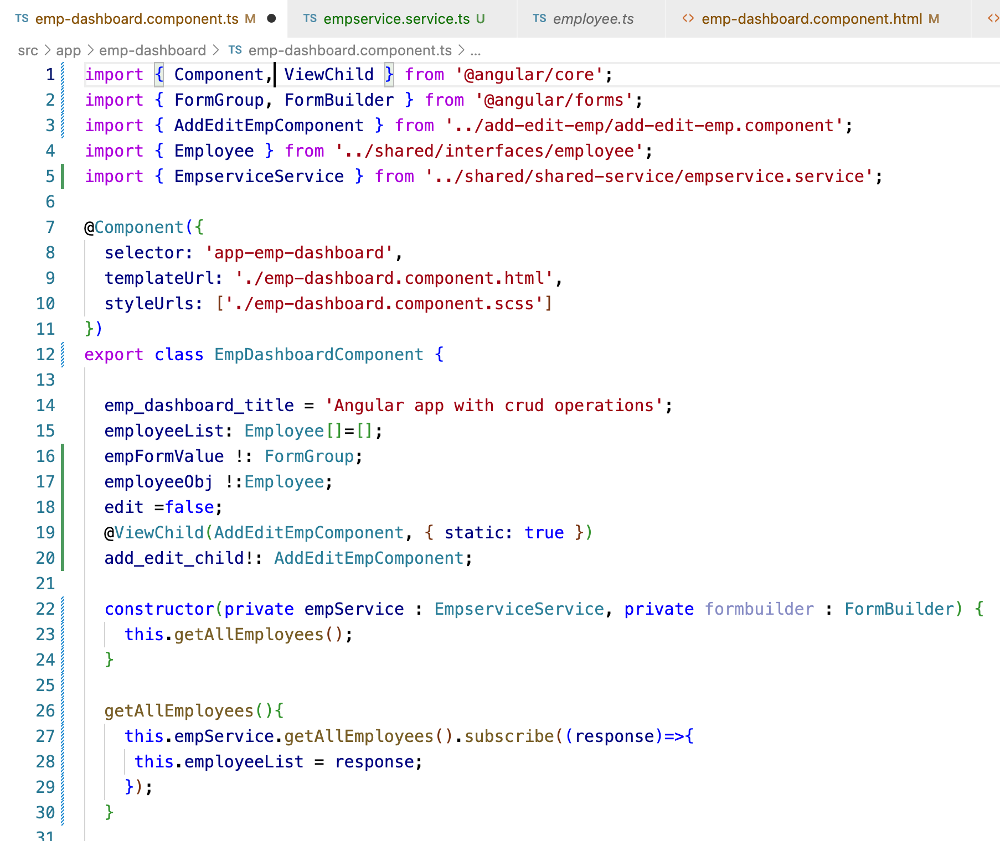 TS emp-dashboard.component.ts M ● TS empservice.service.ts U TS employee.ts <> emp-dashboard.component.html M <>
src > app > emp-dashboard > TS emp-dashboard.component.ts > ...
1 import { Component, ViewChild } from '@angular/core';
2 import { FormGroup, FormBuilder } from '@angular/forms';
3 import { AddEditEmpComponent } from '../add-edit-emp/add-edit-emp.component';
4 import { Employee } from '../shared/interfaces/employee';
5 import { EmpserviceService } from '../shared/shared-service/empservice.service';
6
7 @Component({
8   selector: 'app-emp-dashboard',
9   templateUrl: './emp-dashboard.component.html',
10   styleUrls: ['./emp-dashboard.component.scss']
11 })
12 export class EmpDashboardComponent {
13
14   emp_dashboard_title = 'Angular app with crud operations';
15   employeeList: Employee[]=[];
16   empFormValue !: FormGroup;
17   employeeObj !:Employee;
18   edit =false;
19   @ViewChild(AddEditEmpComponent, { static: true })
20   add_edit_child!: AddEditEmpComponent;
21
22   constructor(private empService : EmpserviceService, private formbuilder : FormBuilder) {
23     this.getAllEmployees();
24   }
25
26   getAllEmployees(){
27     this.empService.getAllEmployees().subscribe((response)=>{
28      this.employeeList = response;
29     });
30   }
31